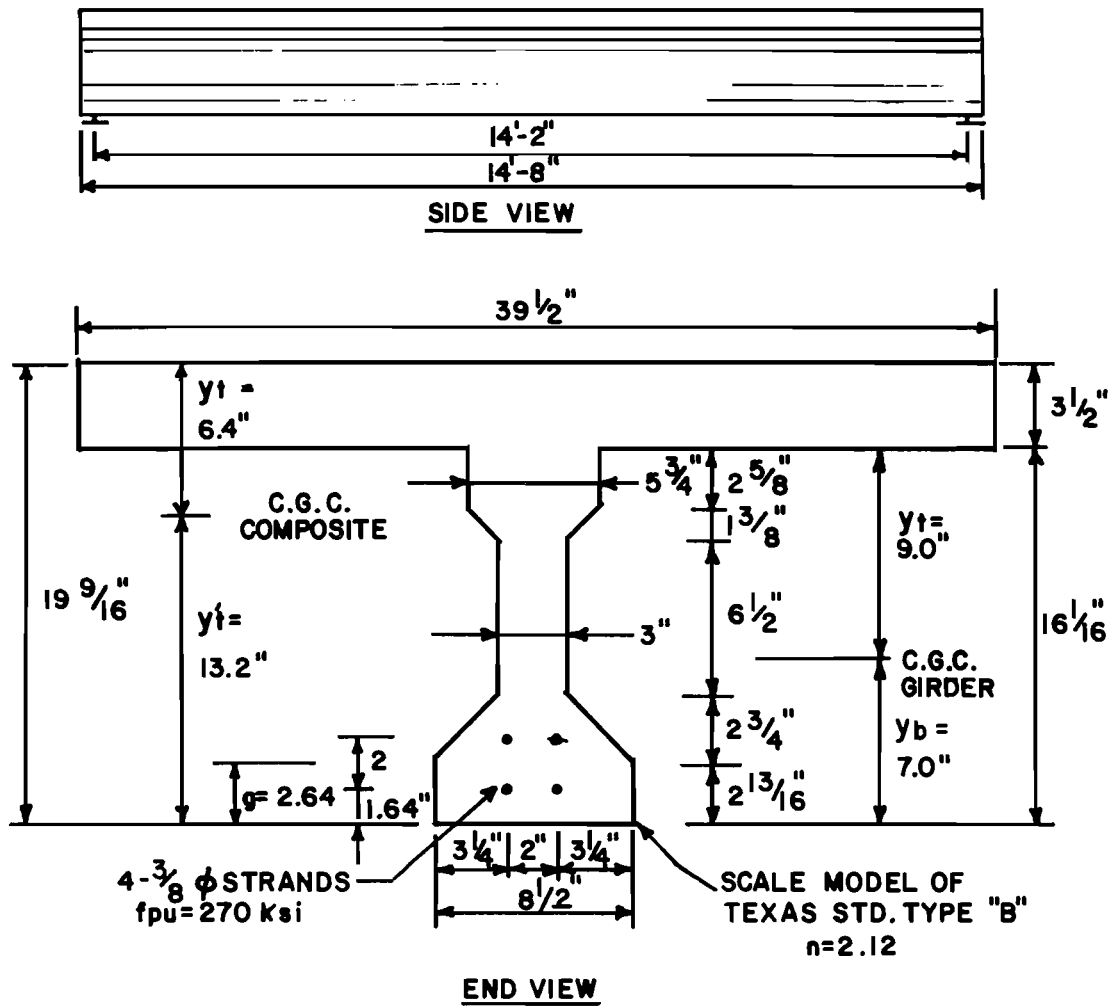 14'-2"
14'-8"
SIDE VIEW
39 1/2"
yt =
6.4"
3 1/2"
5 3/4"
2 5/8"
C.G.C.
COMPOSITE
1 3/8"
yt=
9.0"
19 9/16"
y't=
13.2"
6 1/2"
16 1/16"
3"
C.G.C.
GIRDER
2 3/4"
yb =
7.0"
2
g= 2.64
1.64"
2 13/16"
3 1/4"
2"
3 1/4"
4-3/8 ϕ STRANDS
fpu=270 Ksi
8 1/2"
SCALE MODEL OF
TEXAS STD. TYPE "B"
n=2.12
END VIEW